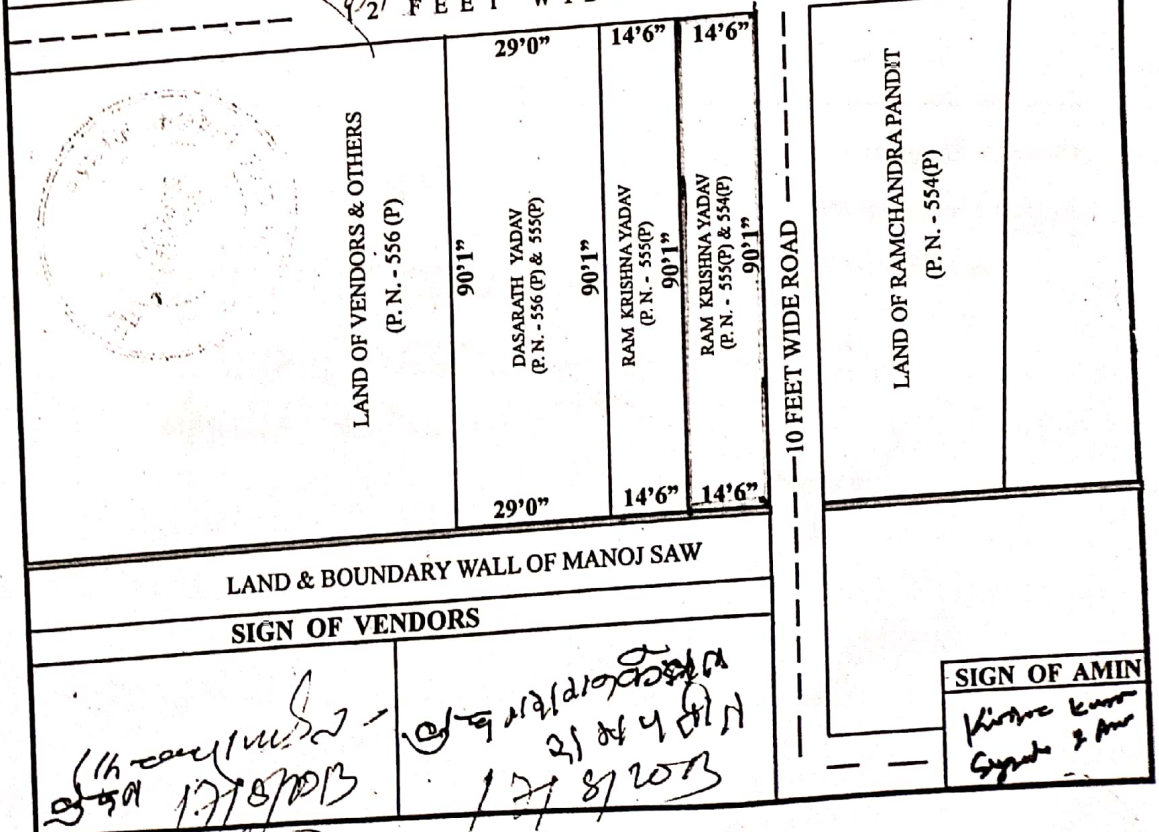 FEET
29'0"
14'6"
14'6"
LAND OF VENDORS & OTHERS
(P. N. - 556 (P)
90'1"
DASARATH YADAV
(P. N. - 556 (P) & 555(P)
90'1"
RAM KRISHNA YADAV
(P. N. - 555(P)
90'1"
RAM KRISHNA YADAV
(P. N. - 555(P) & 554(P)
90'1"
10 FEET WIDE ROAD
LAND OF RAMCHANDRA PANDIT
(P. N. - 554(P)
29'0"
14'6"
14'6"
LAND & BOUNDARY WALL OF MANOJ SAW
SIGN OF VENDORS
17/8/2013
17/8/2013
SIGN OF AMIN